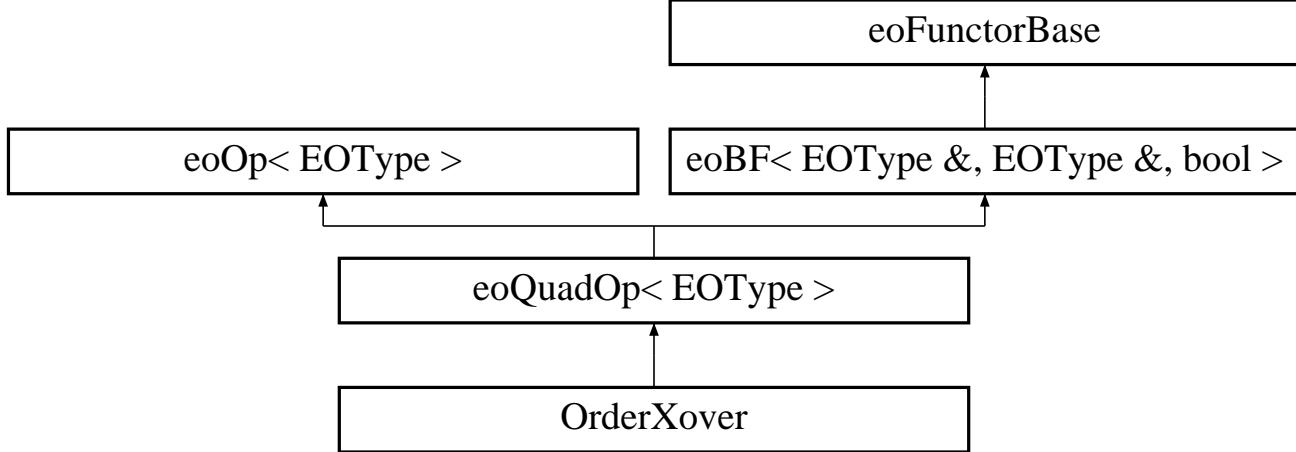 eoFunctorBase
eoOp< EOType >
eoBF< EOType &, EOType &, bool >
eoQuadOp< EOType >
OrderXover